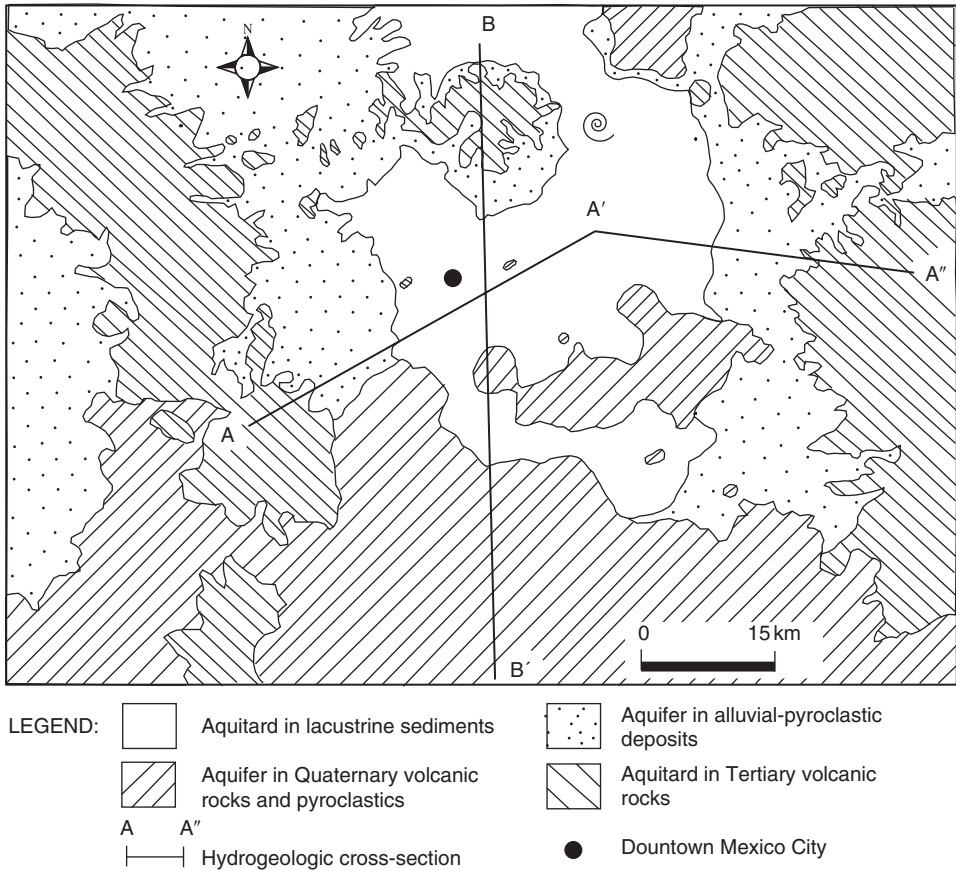 B
N
A′
A″
A
0 15 km
B´
LEGEND:
Aquitard in lacustrine sediments
Aquifer in alluvial-pyroclastic
deposits
Aquifer in Quaternary volcanic
rocks and pyroclastics
Aquitard in Tertiary volcanic
rocks
A A″
Hydrogeologic cross-section
Dountown Mexico City